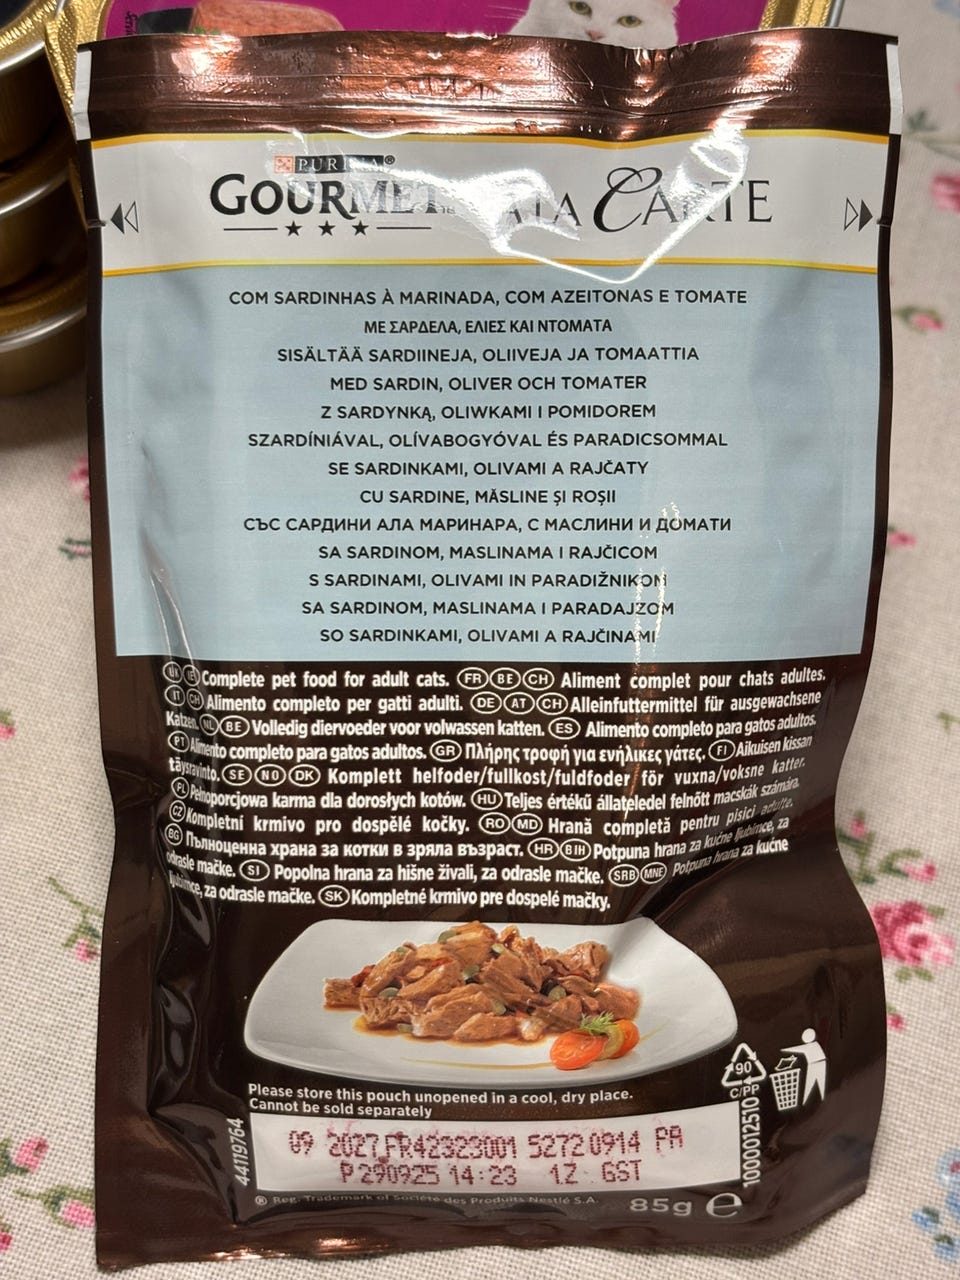 PURINA®
GOURMET A LA CARTE
★ ★ ★
COM SARDINHAS À MARINADA, COM AZEITONAS E TOMATE
ΜΕ ΣΑΡΔΕΛΑ, ΕΛΙΕΣ ΚΑΙ ΝΤΟΜΑΤΑ
SISÄLTÄÄ SARDIINEJA, OLIIVEJA JA TOMAATTIA
MED SARDIN, OLIVER OCH TOMATER
Z SARDYNKĄ, OLIWKAMI I POMIDOREM
SZARDÍNIÁVAL, OLÍVABOGYÓVAL ÉS PARADICSOMMAL
SE SARDINKAMI, OLIVAMI A RAJČATY
CU SARDINE, MĂSLINE ȘI ROȘII
СЪС САРДИНИ АЛА МАРИНАРА, С МАСЛИНИ И ДОМАТИ
SA SARDINOM, MASLINAMA I RAJČICOM
S SARDINAMI, OLIVAMI IN PARADIŽNIKOM
SA SARDINOM, MASLINAMA I PARADAJZOM
SO SARDINKAMI, OLIVAMI A RAJČINAMI
UK IE Complete pet food for adult cats. FR BE CH Aliment complet pour chats adultes.
IT CH Alimento completo per gatti adulti. DE AT CH Alleinfuttermittel für ausgewachsene
Katzen. NL BE Volledig diervoeder voor volwassen katten. ES Alimento completo para gatos adultos.
PT Alimento completo para gatos adultos. GR Πλήρης τροφή για ενήλικες γάτες. FI Aikuisen kissan
täysravinto. SE NO DK Komplett helfoder/fullkost/fuldfoder för vuxna/voksne katter.
PL Pełnoporcjowa karma dla dorosłych kotów. HU Teljes értékű állateledel felnőtt macskák számára.
CZ Kompletní krmivo pro dospělé kočky. RO MD Hrană completă pentru pisici adulte.
BG Пълноценна храна за котки в зряла възраст. HR BIH Potpuna hrana za kućne ljubimce, za
odrasle mačke. SI Popolna hrana za hišne živali, za odrasle mačke. SRB MNE Potpuna hrana za kućne
ljubimce, za odrasle mačke. SK Kompletné krmivo pre dospelé mačky.
Please store this pouch unopened in a cool, dry place.
Cannot be sold separately
90
C/PP
44119764
1000012510
09 2027 FR42323001 5272 0914 PA
P 290925 14:23 1Z GST
® Reg. Trademark of Société des Produits Nestlé S.A.
85g e